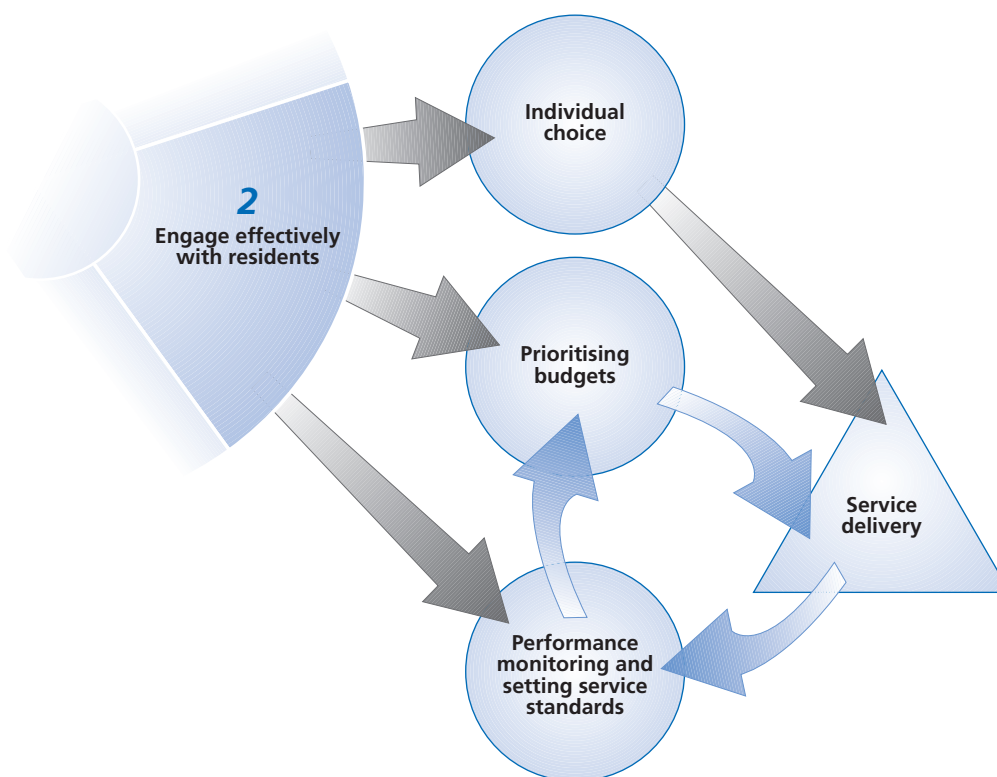 Individual
choice
2
Engage effectively
with residents
Prioritising
budgets
Service
delivery
Performance
monitoring and
setting service
standards